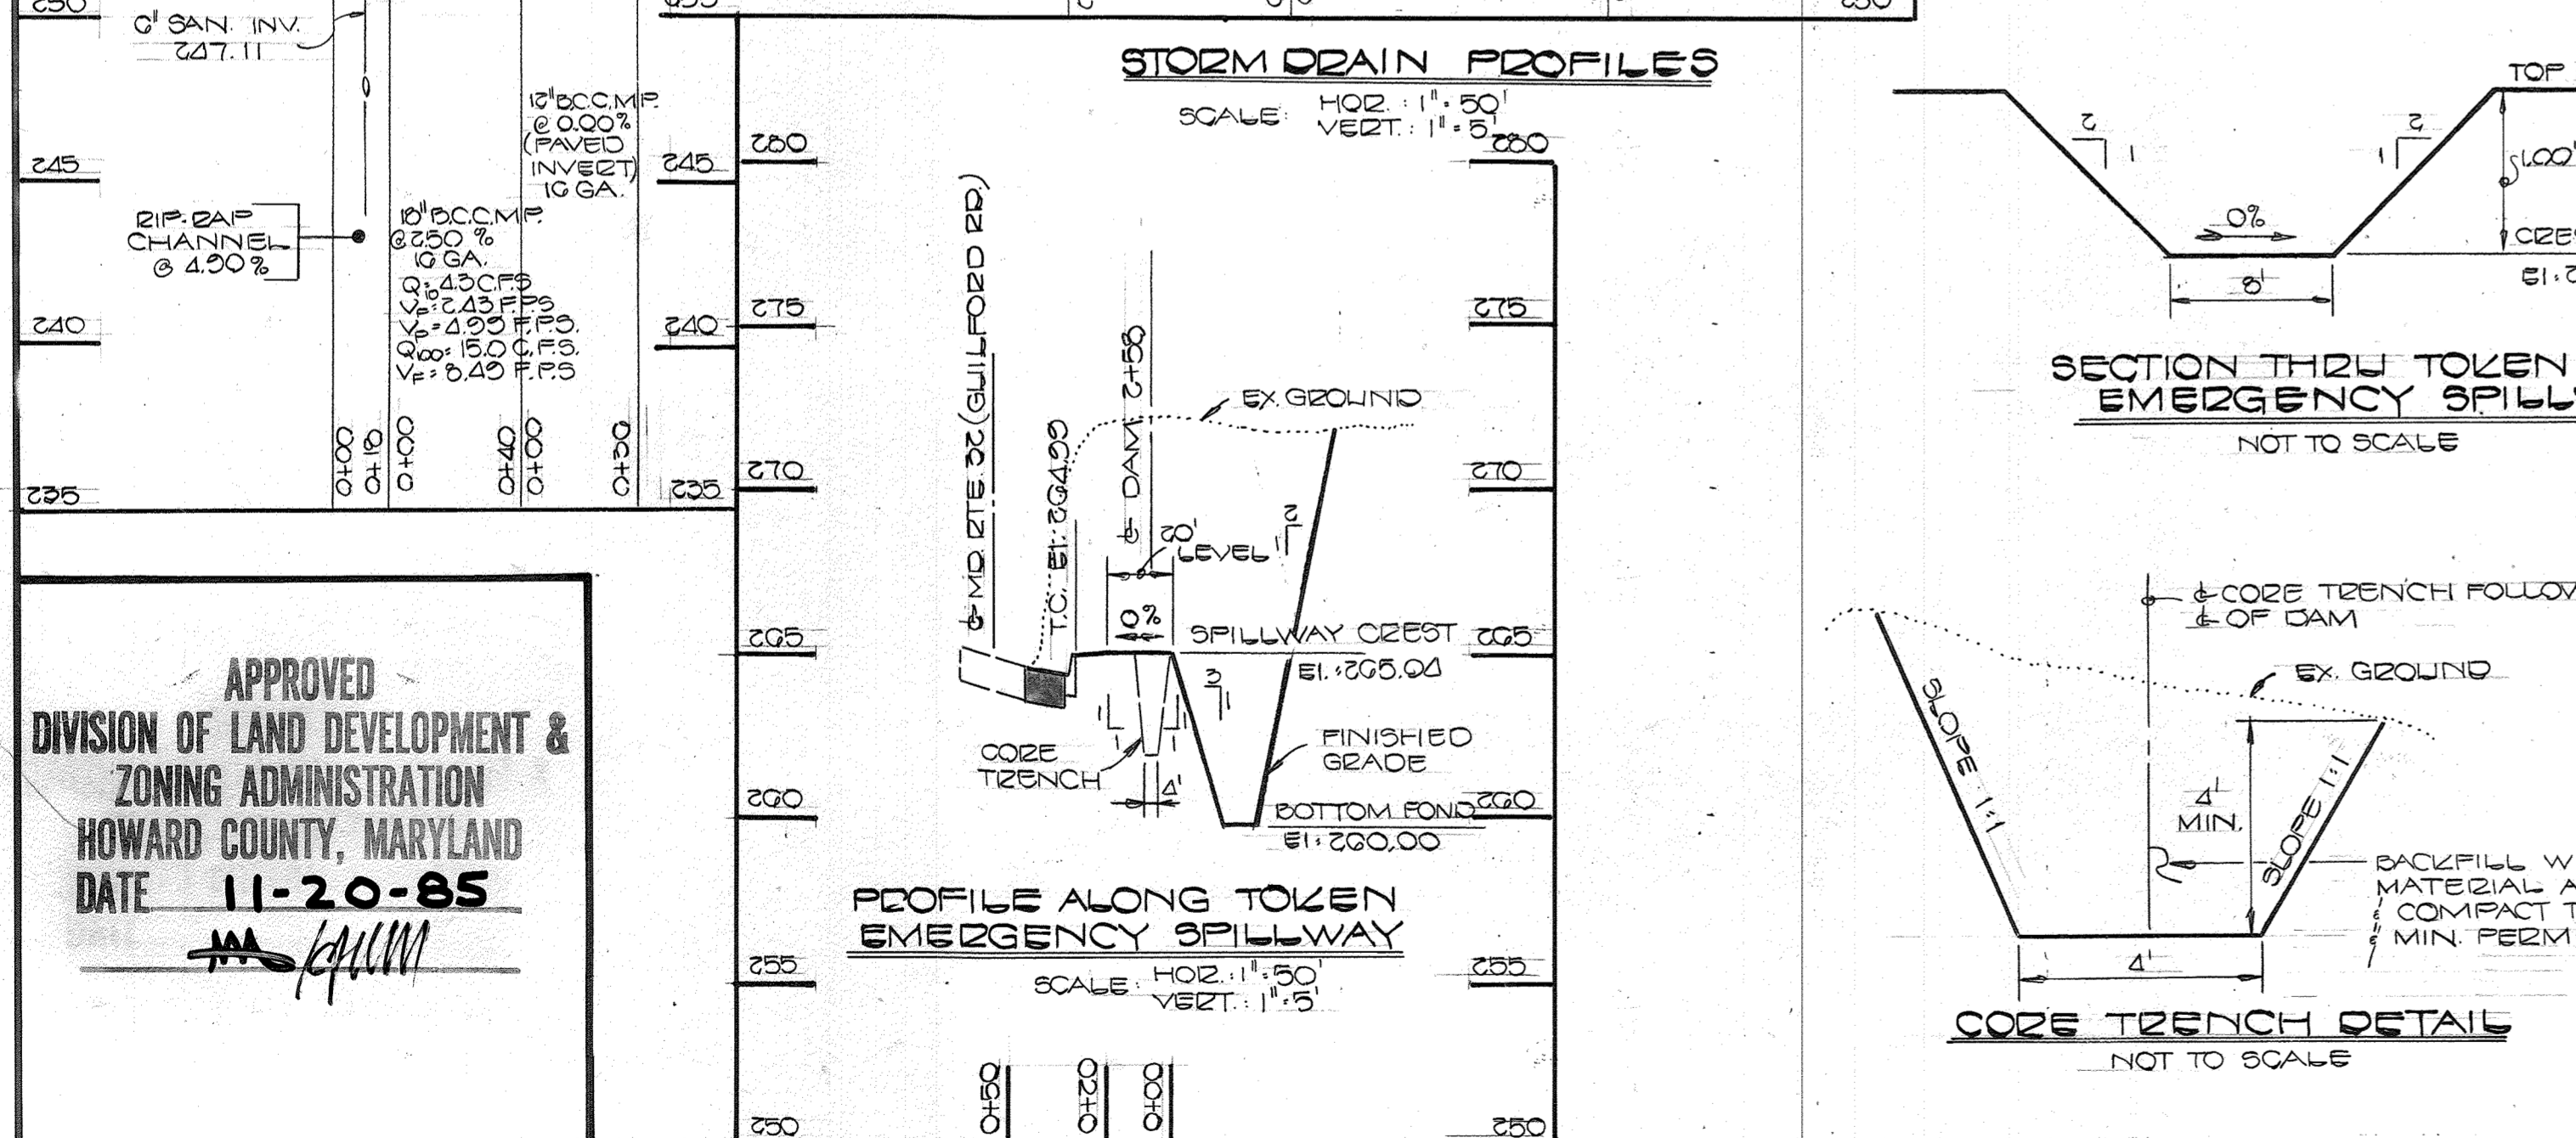 6" SAN. INV.
247.11
245
240
235
RIP-RAP
CHANNEL
@ 4.90%
18" B.C.C.M.P.
@ 2.50 %
16 GA.
Q10= 4.3 C.F.S
VF= 2.43 F.P.S
VP= 4.99 F.P.S.
Q100= 15.0 C.F.S.
VF= 8.49 F.P.S
12" B.C.C.M.P.
@ 0.00%
(PAVED
INVERT)
16 GA.
0+00
0+18
0+00
0+40
0+00
0+30
245
240
235
APPROVED
DIVISION OF LAND DEVELOPMENT &
ZONING ADMINISTRATION
HOWARD COUNTY, MARYLAND
DATE 11-20-85
STORM DRAIN PROFILES
SCALE: HOR. : 1" = 50'
VERT. : 1" = 5'
280
275
270
265
260
255
250
280
275
270
265
260
255
250
℄ MD. RTE. 32 (GUILFORD RD.)
T.C. El.: 264.99
℄ DAM 2+58
EX. GROUND
20'
LEVEL
0%
1
2
SPILLWAY CREST
El.: 265.04
3
1
1
1
1
1
CORE
TRENCH
4'
FINISHED
GRADE
BOTTOM POND
El: 260.00
PROFILE ALONG TOKEN
EMERGENCY SPILLWAY
SCALE: HOR.: 1" = 50'
VERT.: 1" = 5'
0+50
0+20
0+00
TOP
2
1
2
1
1.00'
0%
8'
SECTION THRU TOKEN
EMERGENCY
NOT TO SCALE
℄ CORE TRENCH
℄ OF DAM
EX. GROUND
SLOPE 1:1
4'
MIN.
SLOPE 1:1
BACKFILL
MATERIAL
COMPACT
MIN.
4'
CORE TRENCH DETAIL
NOT TO SCALE